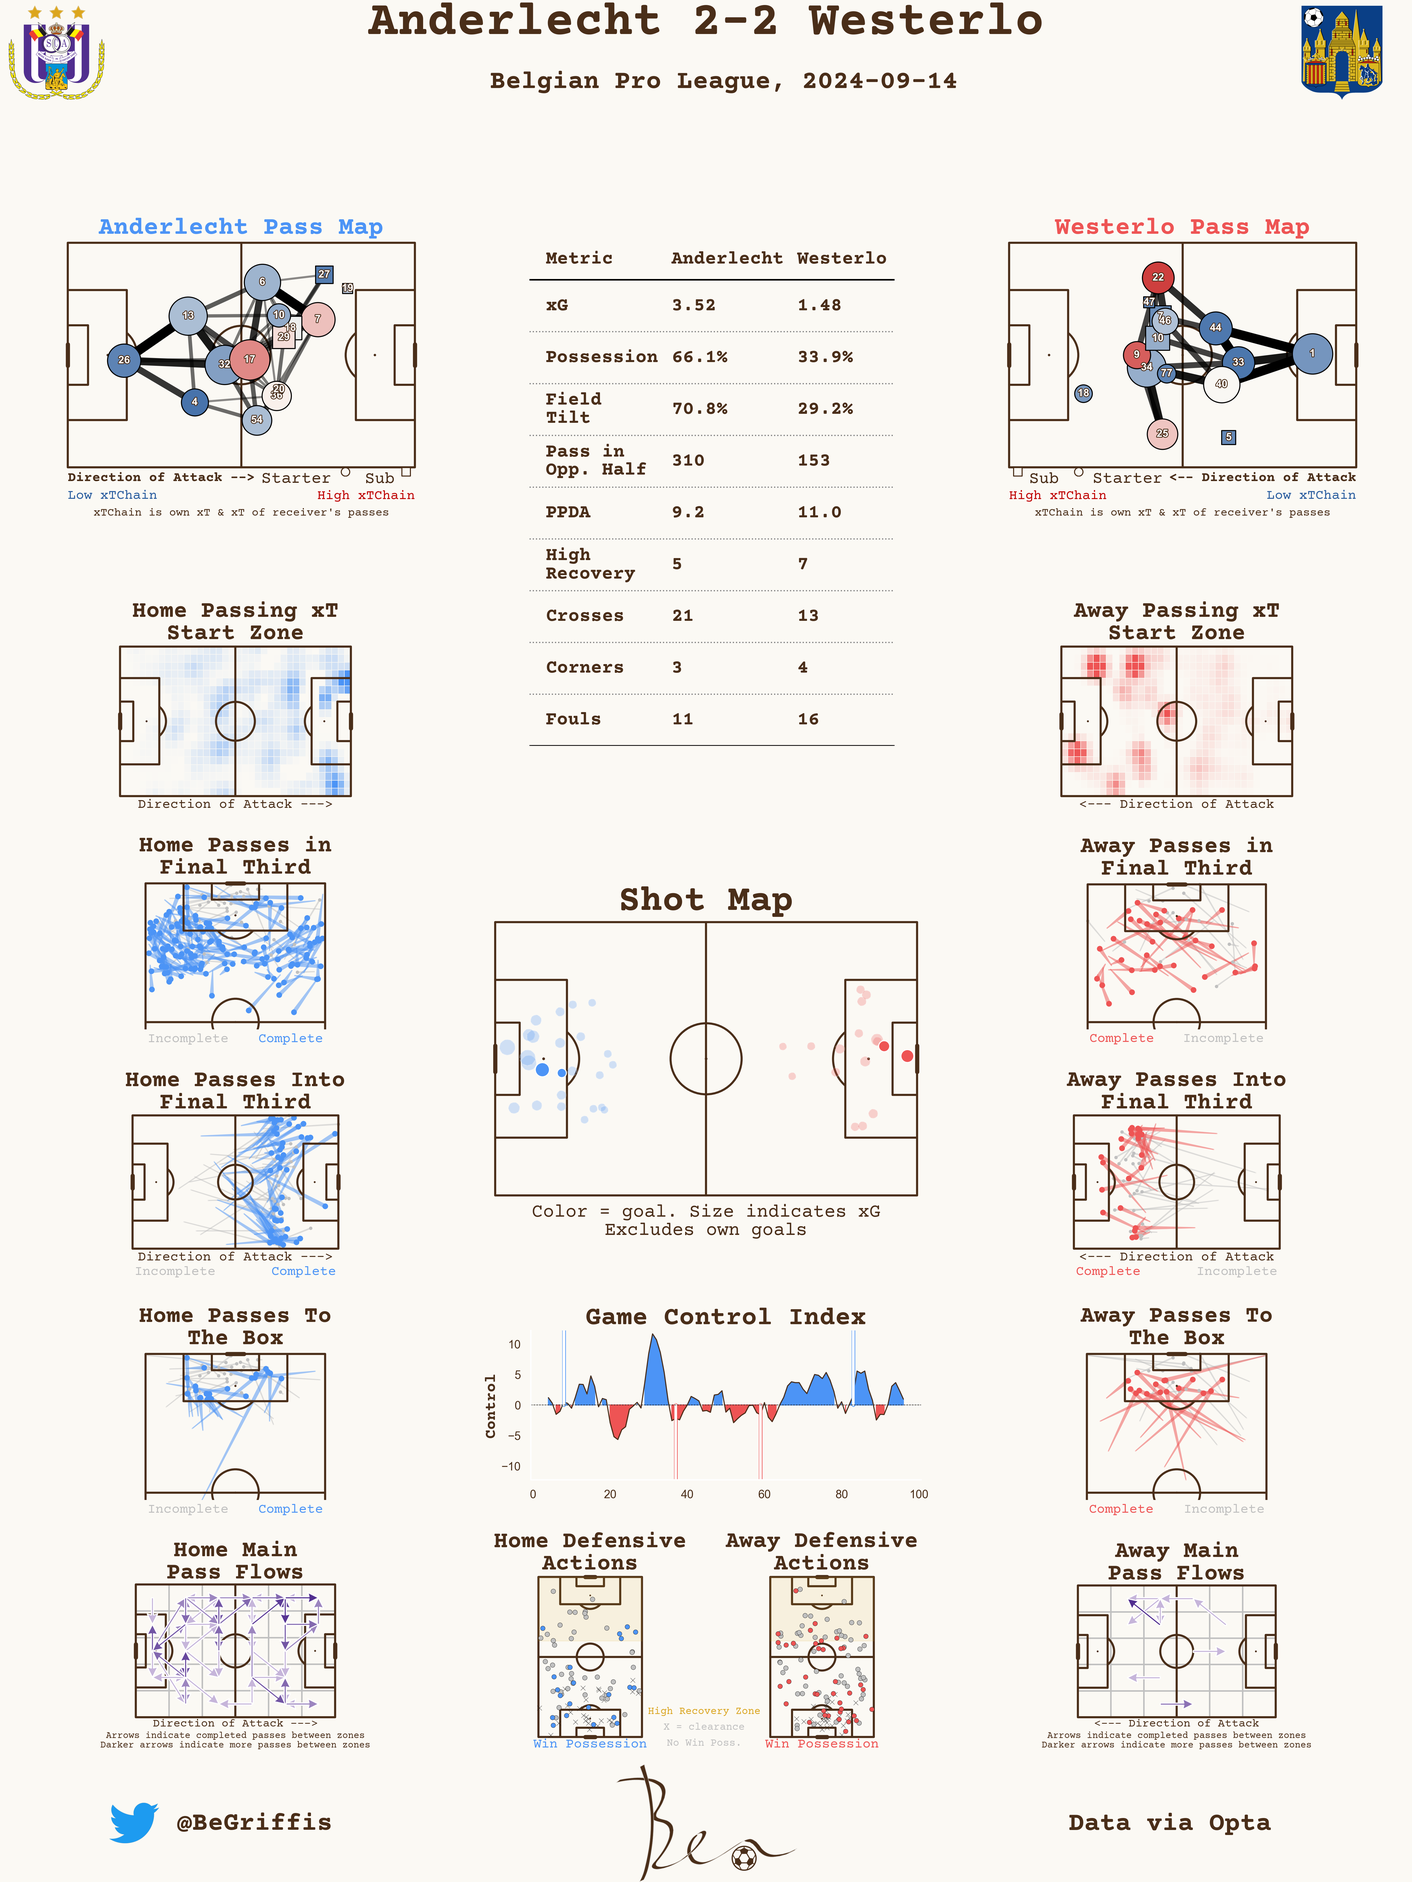 Anderlecht 2-2 Westerlo
Belgian Pro League, 2024-09-14
Anderlecht Pass Map
6
27
19
13
10
7
18
29
26
32
17
20
36
4
54
Direction of Attack --> Starter Sub
Low xTChain High xTChain
xTChain is own xT & xT of receiver's passes
Metric Anderlecht Westerlo
xG 3.52 1.48
Possession 66.1% 33.9%
Field
Tilt 70.8% 29.2%
Pass in
Opp. Half 310 153
PPDA 9.2 11.0
High
Recovery 5 7
Crosses 21 13
Corners 3 4
Fouls 11 16
Westerlo Pass Map
22
47
7
46
44
10
9
33
1
34
77
40
18
25
5
Sub Starter <-- Direction of Attack
High xTChain Low xTChain
xTChain is own xT & xT of receiver's passes
Home Passing xT
Start Zone
Direction of Attack --->
Away Passing xT
Start Zone
<--- Direction of Attack
Home Passes in
Final Third
Incomplete Complete
Shot Map
Color = goal. Size indicates xG
Excludes own goals
Away Passes in
Final Third
Complete Incomplete
Home Passes Into
Final Third
Direction of Attack --->
Incomplete Complete
Away Passes Into
Final Third
<--- Direction of Attack
Complete Incomplete
Home Passes To
The Box
Incomplete Complete
Game Control Index
Control
10
5
0
−5
−10
0 20 40 60 80 100
Away Passes To
The Box
Complete Incomplete
Home Main
Pass Flows
Direction of Attack --->
Arrows indicate completed passes between zones
Darker arrows indicate more passes between zones
Home Defensive
Actions
Win Possession
High Recovery Zone
X = clearance
No Win Poss.
Away Defensive
Actions
Win Possession
Away Main
Pass Flows
<--- Direction of Attack
Arrows indicate completed passes between zones
Darker arrows indicate more passes between zones
@BeGriffis
Ben
Data via Opta